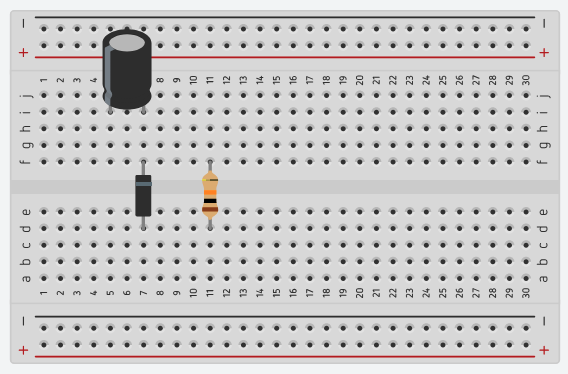 − −
+ +
1 2 3 4 8 9 10 11 12 13 14 15 16 17 18 19 20 21 22 23 24 25 26 27 28 29 30
j j
i i
h h
g g
f f
e e
d d
c c
b b
a a
1 2 3 4 5 6 7 8 9 10 11 12 13 14 15 16 17 18 19 20 21 22 23 24 25 26 27 28 29 30
− −
+ +